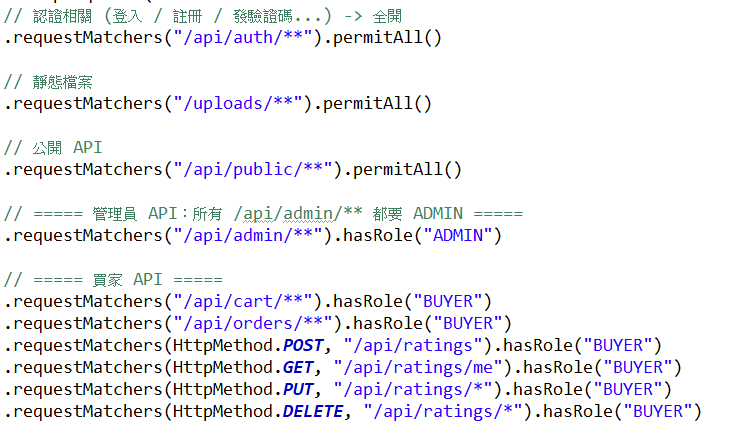 // 認證相關 (登入 / 註冊 / 發驗證碼...) -> 全開
.requestMatchers("/api/auth/**").permitAll()
// 靜態檔案
.requestMatchers("/uploads/**").permitAll()
// 公開 API
.requestMatchers("/api/public/**").permitAll()
// ===== 管理員 API：所有 /api/admin/** 都要 ADMIN =====
.requestMatchers("/api/admin/**").hasRole("ADMIN")
// ===== 買家 API =====
.requestMatchers("/api/cart/**").hasRole("BUYER")
.requestMatchers("/api/orders/**").hasRole("BUYER")
.requestMatchers(HttpMethod.POST, "/api/ratings").hasRole("BUYER")
.requestMatchers(HttpMethod.GET, "/api/ratings/me").hasRole("BUYER")
.requestMatchers(HttpMethod.PUT, "/api/ratings/*").hasRole("BUYER")
.requestMatchers(HttpMethod.DELETE, "/api/ratings/*").hasRole("BUYER")